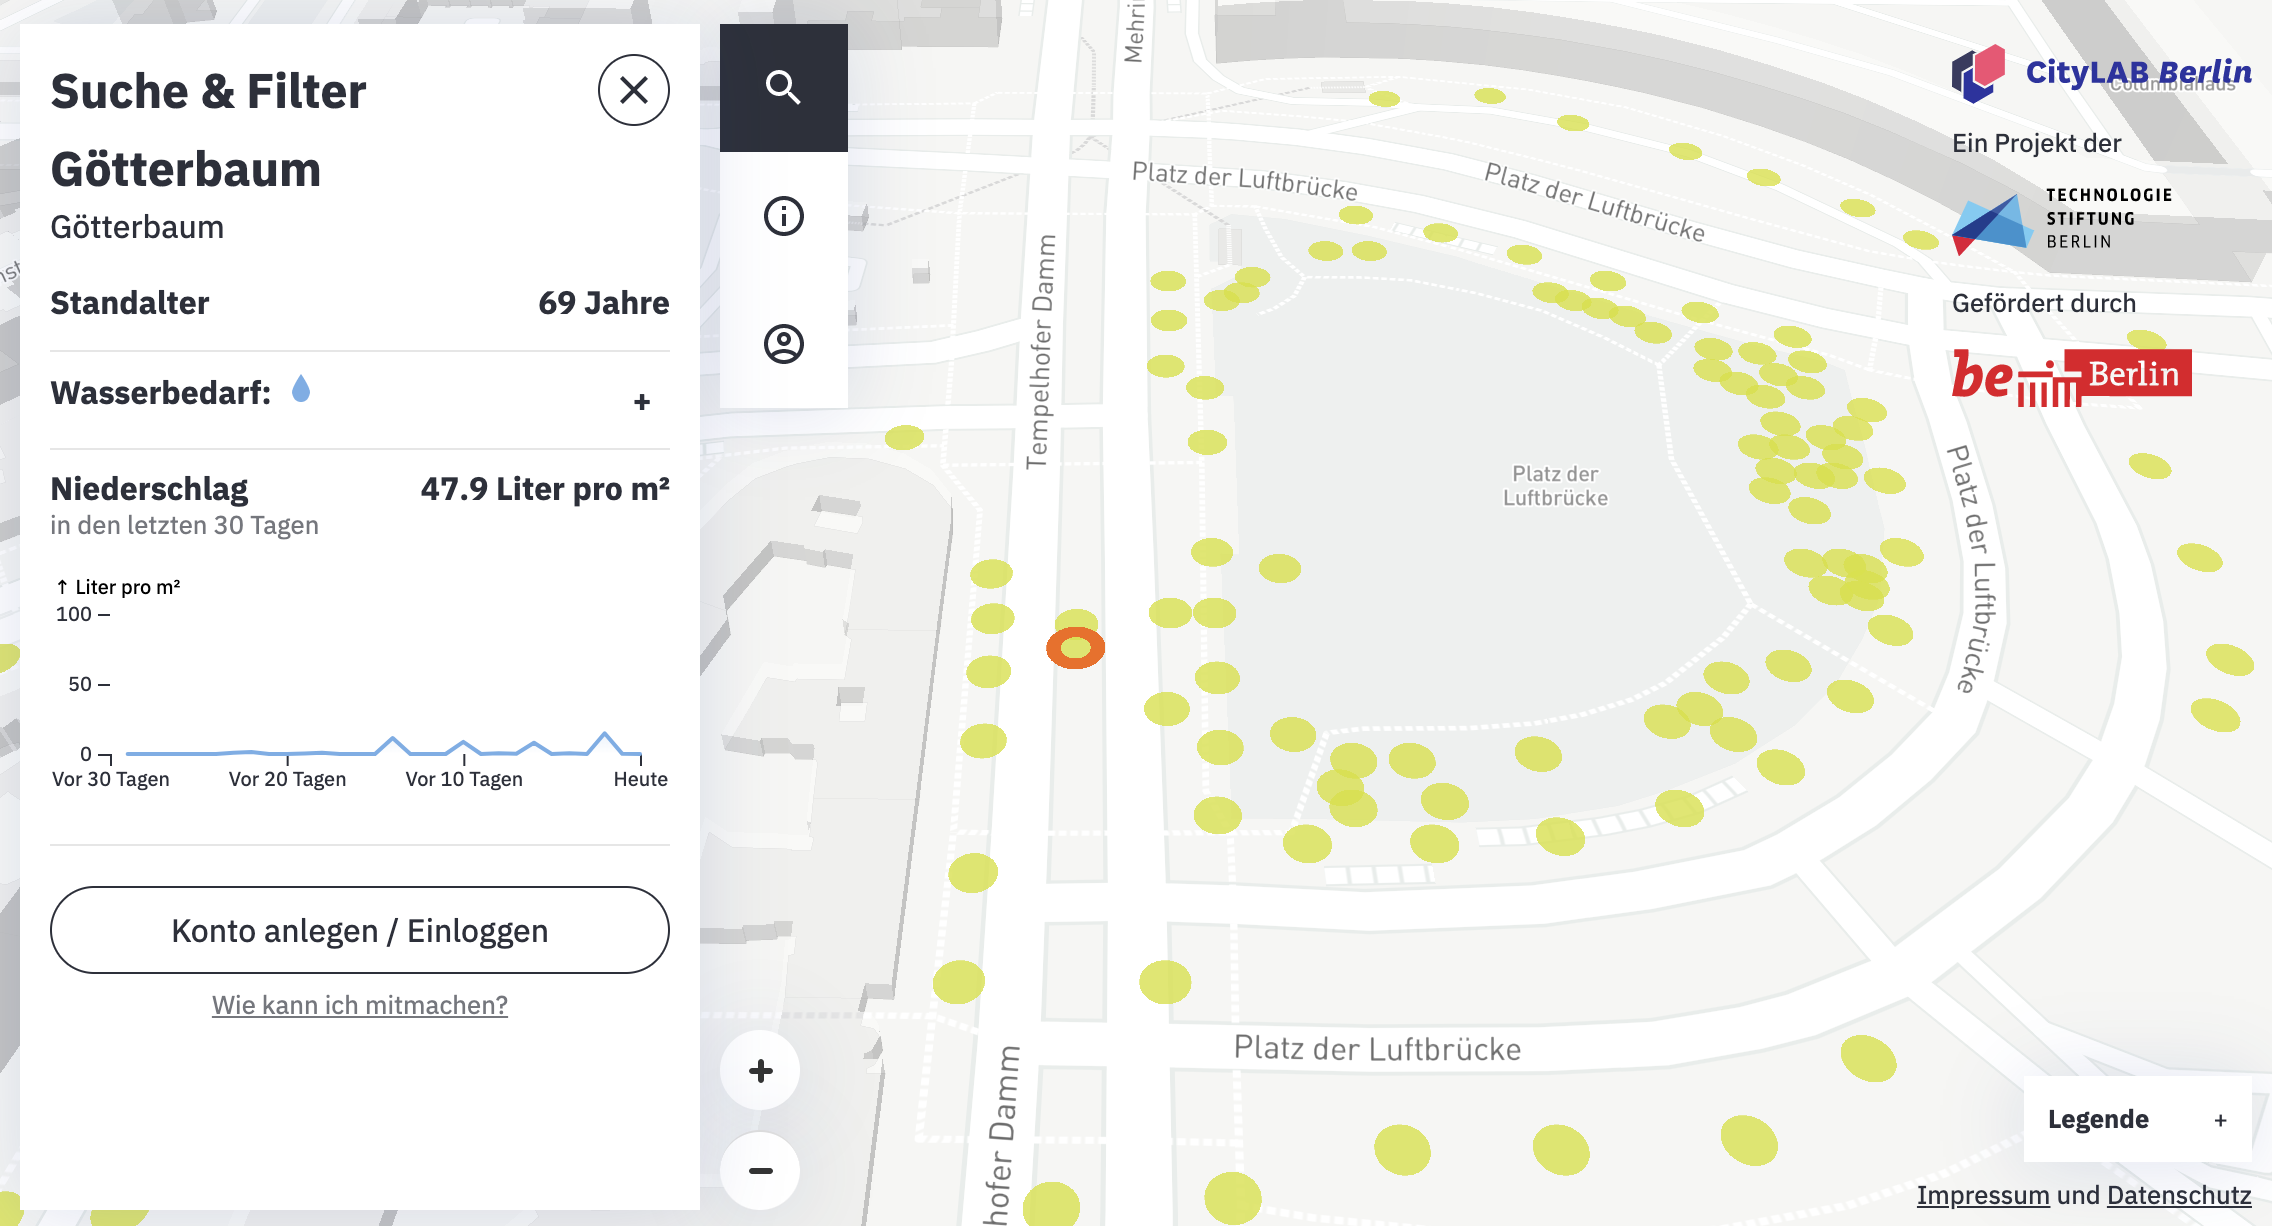 Suche & Filter
Götterbaum
Götterbaum
Standalter 69 Jahre
Wasserbedarf: +
Niederschlag 47.9 Liter pro m²
in den letzten 30 Tagen
↑ Liter pro m²
100
50
0
Vor 30 Tagen Vor 20 Tagen Vor 10 Tagen Heute
Konto anlegen / Einloggen
Wie kann ich mitmachen?
Mehri
Platz der Luftbrücke
Platz der Luftbrücke
Tempelhofer Damm
Platz der
Luftbrücke
Platz der Luftbrücke
Platz der Luftbrücke
hofer Damm
CityLAB Berlin
Columbiahaus
Ein Projekt der
TECHNOLOGIE
STIFTUNG
BERLIN
Gefördert durch
be Berlin
Legende +
Impressum und Datenschutz